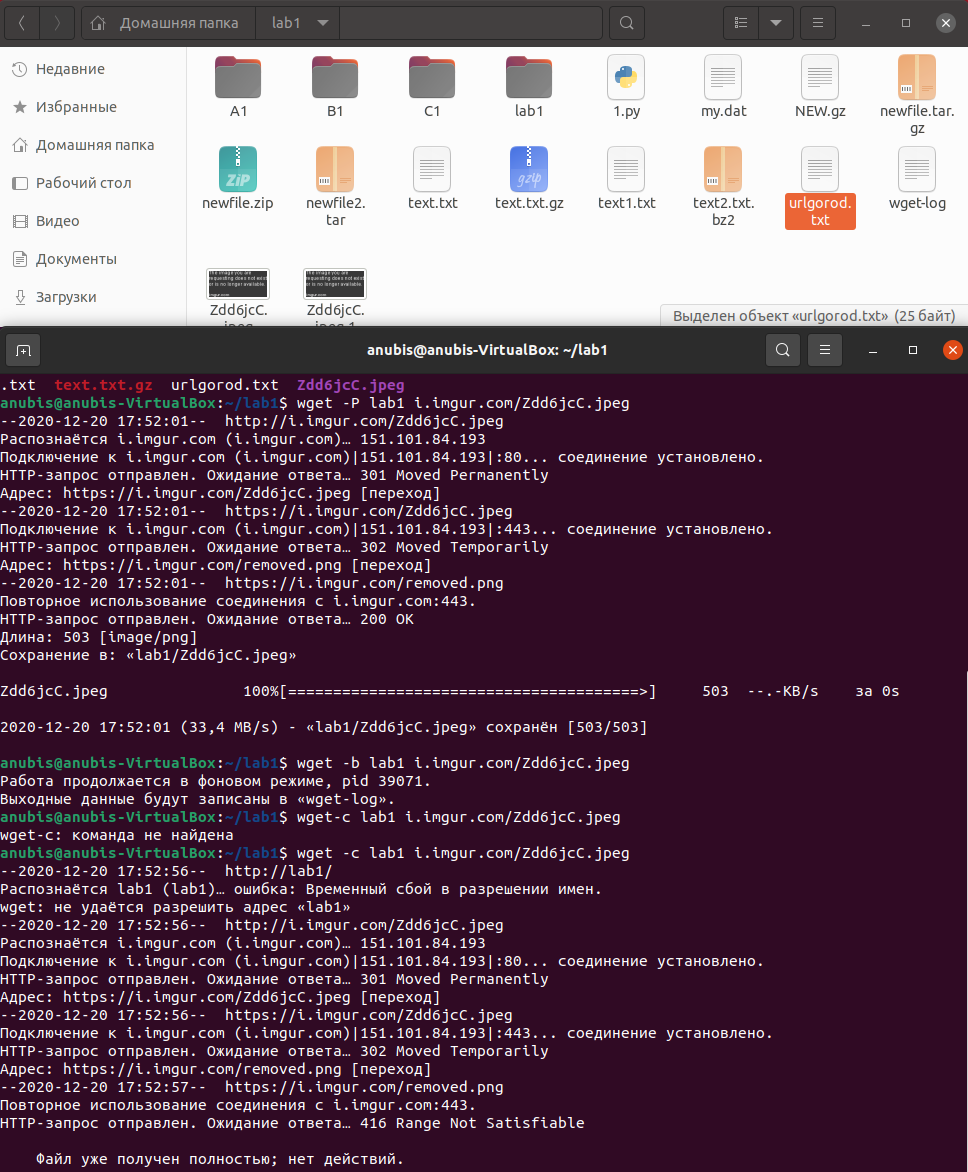 Домашняя папка
lab1
Недавние
Избранные
Домашняя папка
Рабочий стол
Видео
Документы
Загрузки
A1
B1
C1
lab1
1.py
my.dat
NEW.gz
newfile.tar.
gz
newfile.zip
newfile2.
tar
text.txt
text.txt.gz
text1.txt
text2.txt.
bz2
urlgorod.
txt
wget-log
Zdd6jcC.
jpeg
Zdd6jcC.
jpeg.1
Выделен объект «urlgorod.txt» (25 байт)
anubis@anubis-VirtualBox: ~/lab1
.txt  text.txt.gz  urlgorod.txt  Zdd6jcC.jpeg
anubis@anubis-VirtualBox:~/lab1$ wget -P lab1 i.imgur.com/Zdd6jcC.jpeg
--2020-12-20 17:52:01--  http://i.imgur.com/Zdd6jcC.jpeg
Распознаётся i.imgur.com (i.imgur.com)… 151.101.84.193
Подключение к i.imgur.com (i.imgur.com)|151.101.84.193|:80... соединение установлено.
HTTP-запрос отправлен. Ожидание ответа… 301 Moved Permanently
Адрес: https://i.imgur.com/Zdd6jcC.jpeg [переход]
--2020-12-20 17:52:01--  https://i.imgur.com/Zdd6jcC.jpeg
Подключение к i.imgur.com (i.imgur.com)|151.101.84.193|:443... соединение установлено.
HTTP-запрос отправлен. Ожидание ответа… 302 Moved Temporarily
Адрес: https://i.imgur.com/removed.png [переход]
--2020-12-20 17:52:01--  https://i.imgur.com/removed.png
Повторное использование соединения с i.imgur.com:443.
HTTP-запрос отправлен. Ожидание ответа… 200 OK
Длина: 503 [image/png]
Сохранение в: «lab1/Zdd6jcC.jpeg»
Zdd6jcC.jpeg               100%[=======================================>]     503  --.-KB/s    за 0s
2020-12-20 17:52:01 (33,4 MB/s) - «lab1/Zdd6jcC.jpeg» сохранён [503/503]
anubis@anubis-VirtualBox:~/lab1$ wget -b lab1 i.imgur.com/Zdd6jcC.jpeg
Работа продолжается в фоновом режиме, pid 39071.
Выходные данные будут записаны в «wget-log».
anubis@anubis-VirtualBox:~/lab1$ wget-c lab1 i.imgur.com/Zdd6jcC.jpeg
wget-c: команда не найдена
anubis@anubis-VirtualBox:~/lab1$ wget -c lab1 i.imgur.com/Zdd6jcC.jpeg
--2020-12-20 17:52:56--  http://lab1/
Распознаётся lab1 (lab1)… ошибка: Временный сбой в разрешении имен.
wget: не удаётся разрешить адрес «lab1»
--2020-12-20 17:52:56--  http://i.imgur.com/Zdd6jcC.jpeg
Распознаётся i.imgur.com (i.imgur.com)… 151.101.84.193
Подключение к i.imgur.com (i.imgur.com)|151.101.84.193|:80... соединение установлено.
HTTP-запрос отправлен. Ожидание ответа… 301 Moved Permanently
Адрес: https://i.imgur.com/Zdd6jcC.jpeg [переход]
--2020-12-20 17:52:56--  https://i.imgur.com/Zdd6jcC.jpeg
Подключение к i.imgur.com (i.imgur.com)|151.101.84.193|:443... соединение установлено.
HTTP-запрос отправлен. Ожидание ответа… 302 Moved Temporarily
Адрес: https://i.imgur.com/removed.png [переход]
--2020-12-20 17:52:57--  https://i.imgur.com/removed.png
Повторное использование соединения с i.imgur.com:443.
HTTP-запрос отправлен. Ожидание ответа… 416 Range Not Satisfiable
Файл уже получен полностью; нет действий.